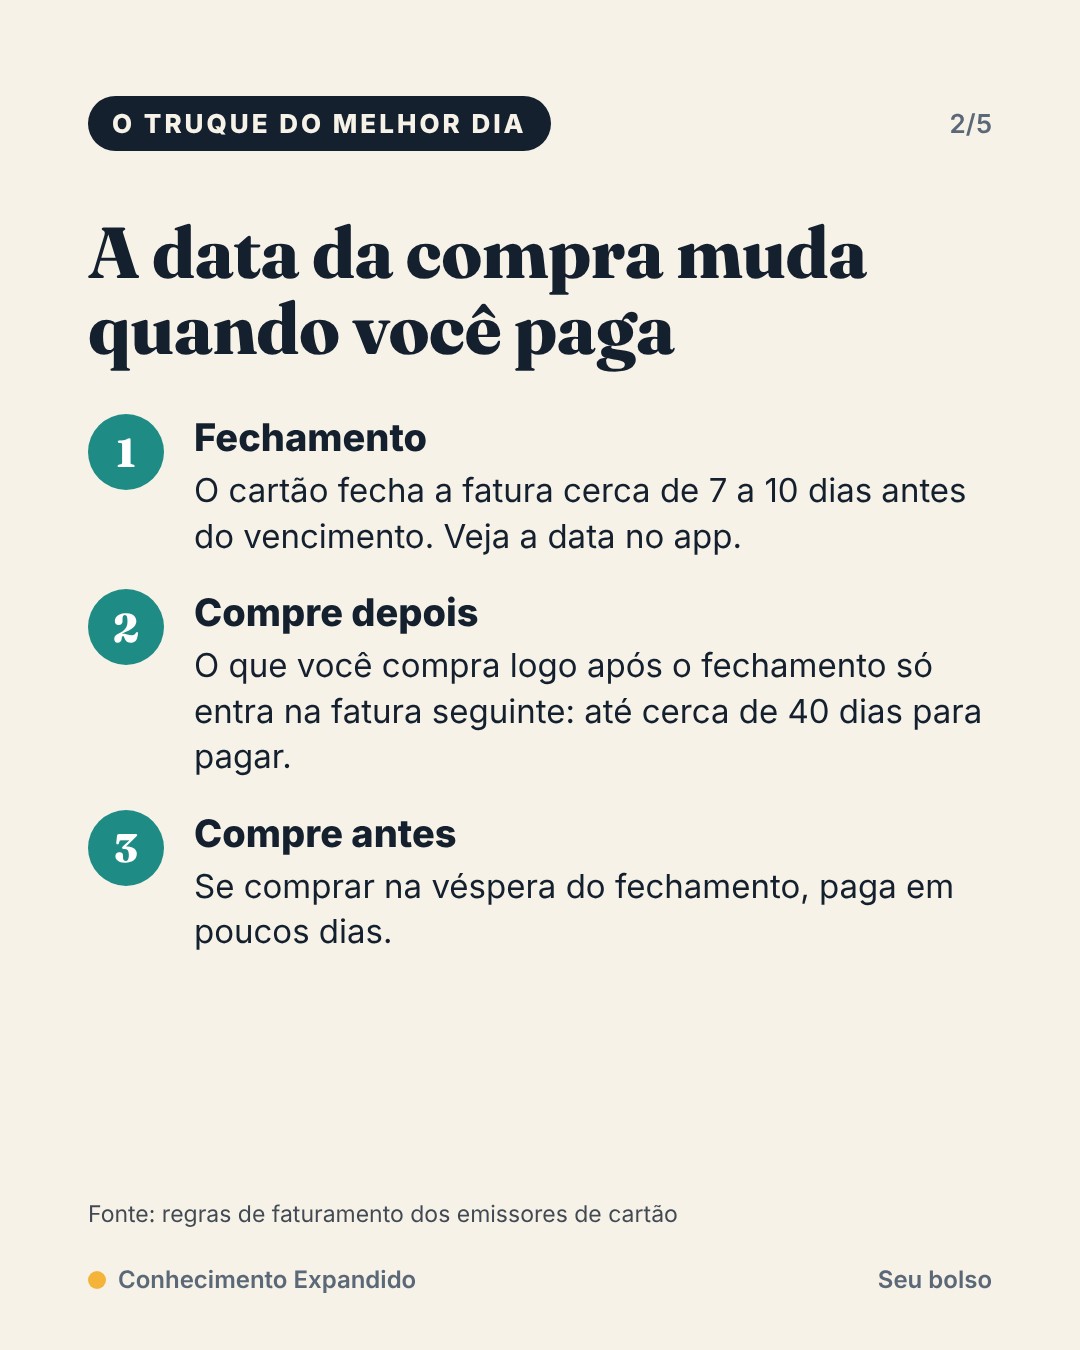 O TRUQUE DO MELHOR DIA
2/5
A data da compra muda
quando você paga
1
Fechamento
O cartão fecha a fatura cerca de 7 a 10 dias antes
do vencimento. Veja a data no app.
2
Compre depois
O que você compra logo após o fechamento só
entra na fatura seguinte: até cerca de 40 dias para
pagar.
3
Compre antes
Se comprar na véspera do fechamento, paga em
poucos dias.
Fonte: regras de faturamento dos emissores de cartão
Conhecimento Expandido
Seu bolso